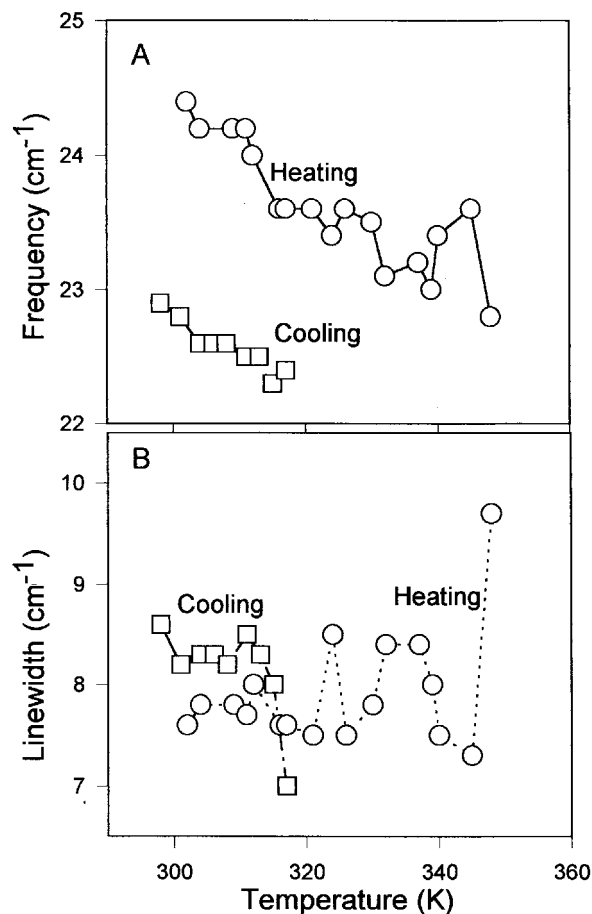 25
A
24
Heating
23
Cooling
22
Frequency (cm⁻¹)
B
10
9
Cooling
Heating
8
7
Linewidth (cm⁻¹)
300
320
340
360
Temperature (K)